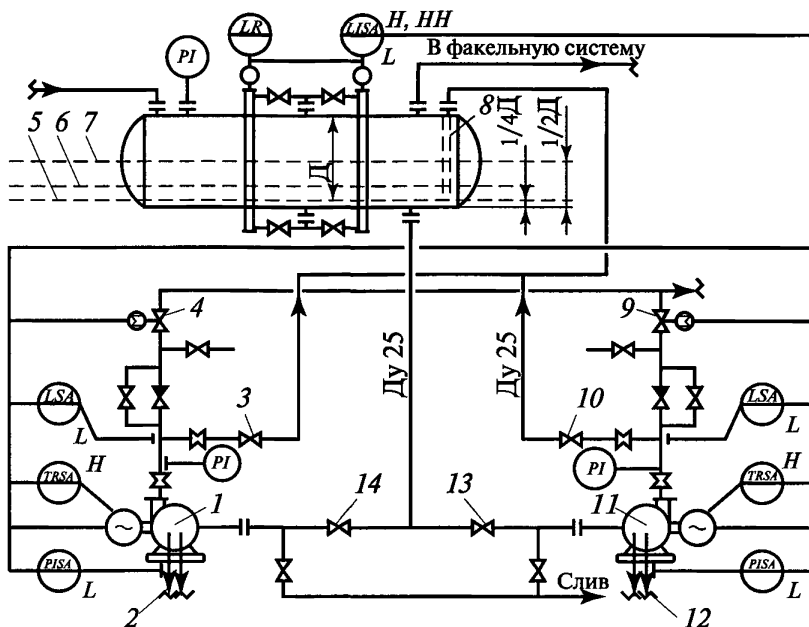 LR
LISA
H, HH
L
PI
В факельную систему
5
6
7
8
Д
1/4Д
1/2Д
4
9
Ду 25
Ду 25
LSA
L
3
10
LSA
L
PI
PI
TRSA
H
TRSA
H
1
14
13
11
PISA
L
PISA
L
2
Слив
12